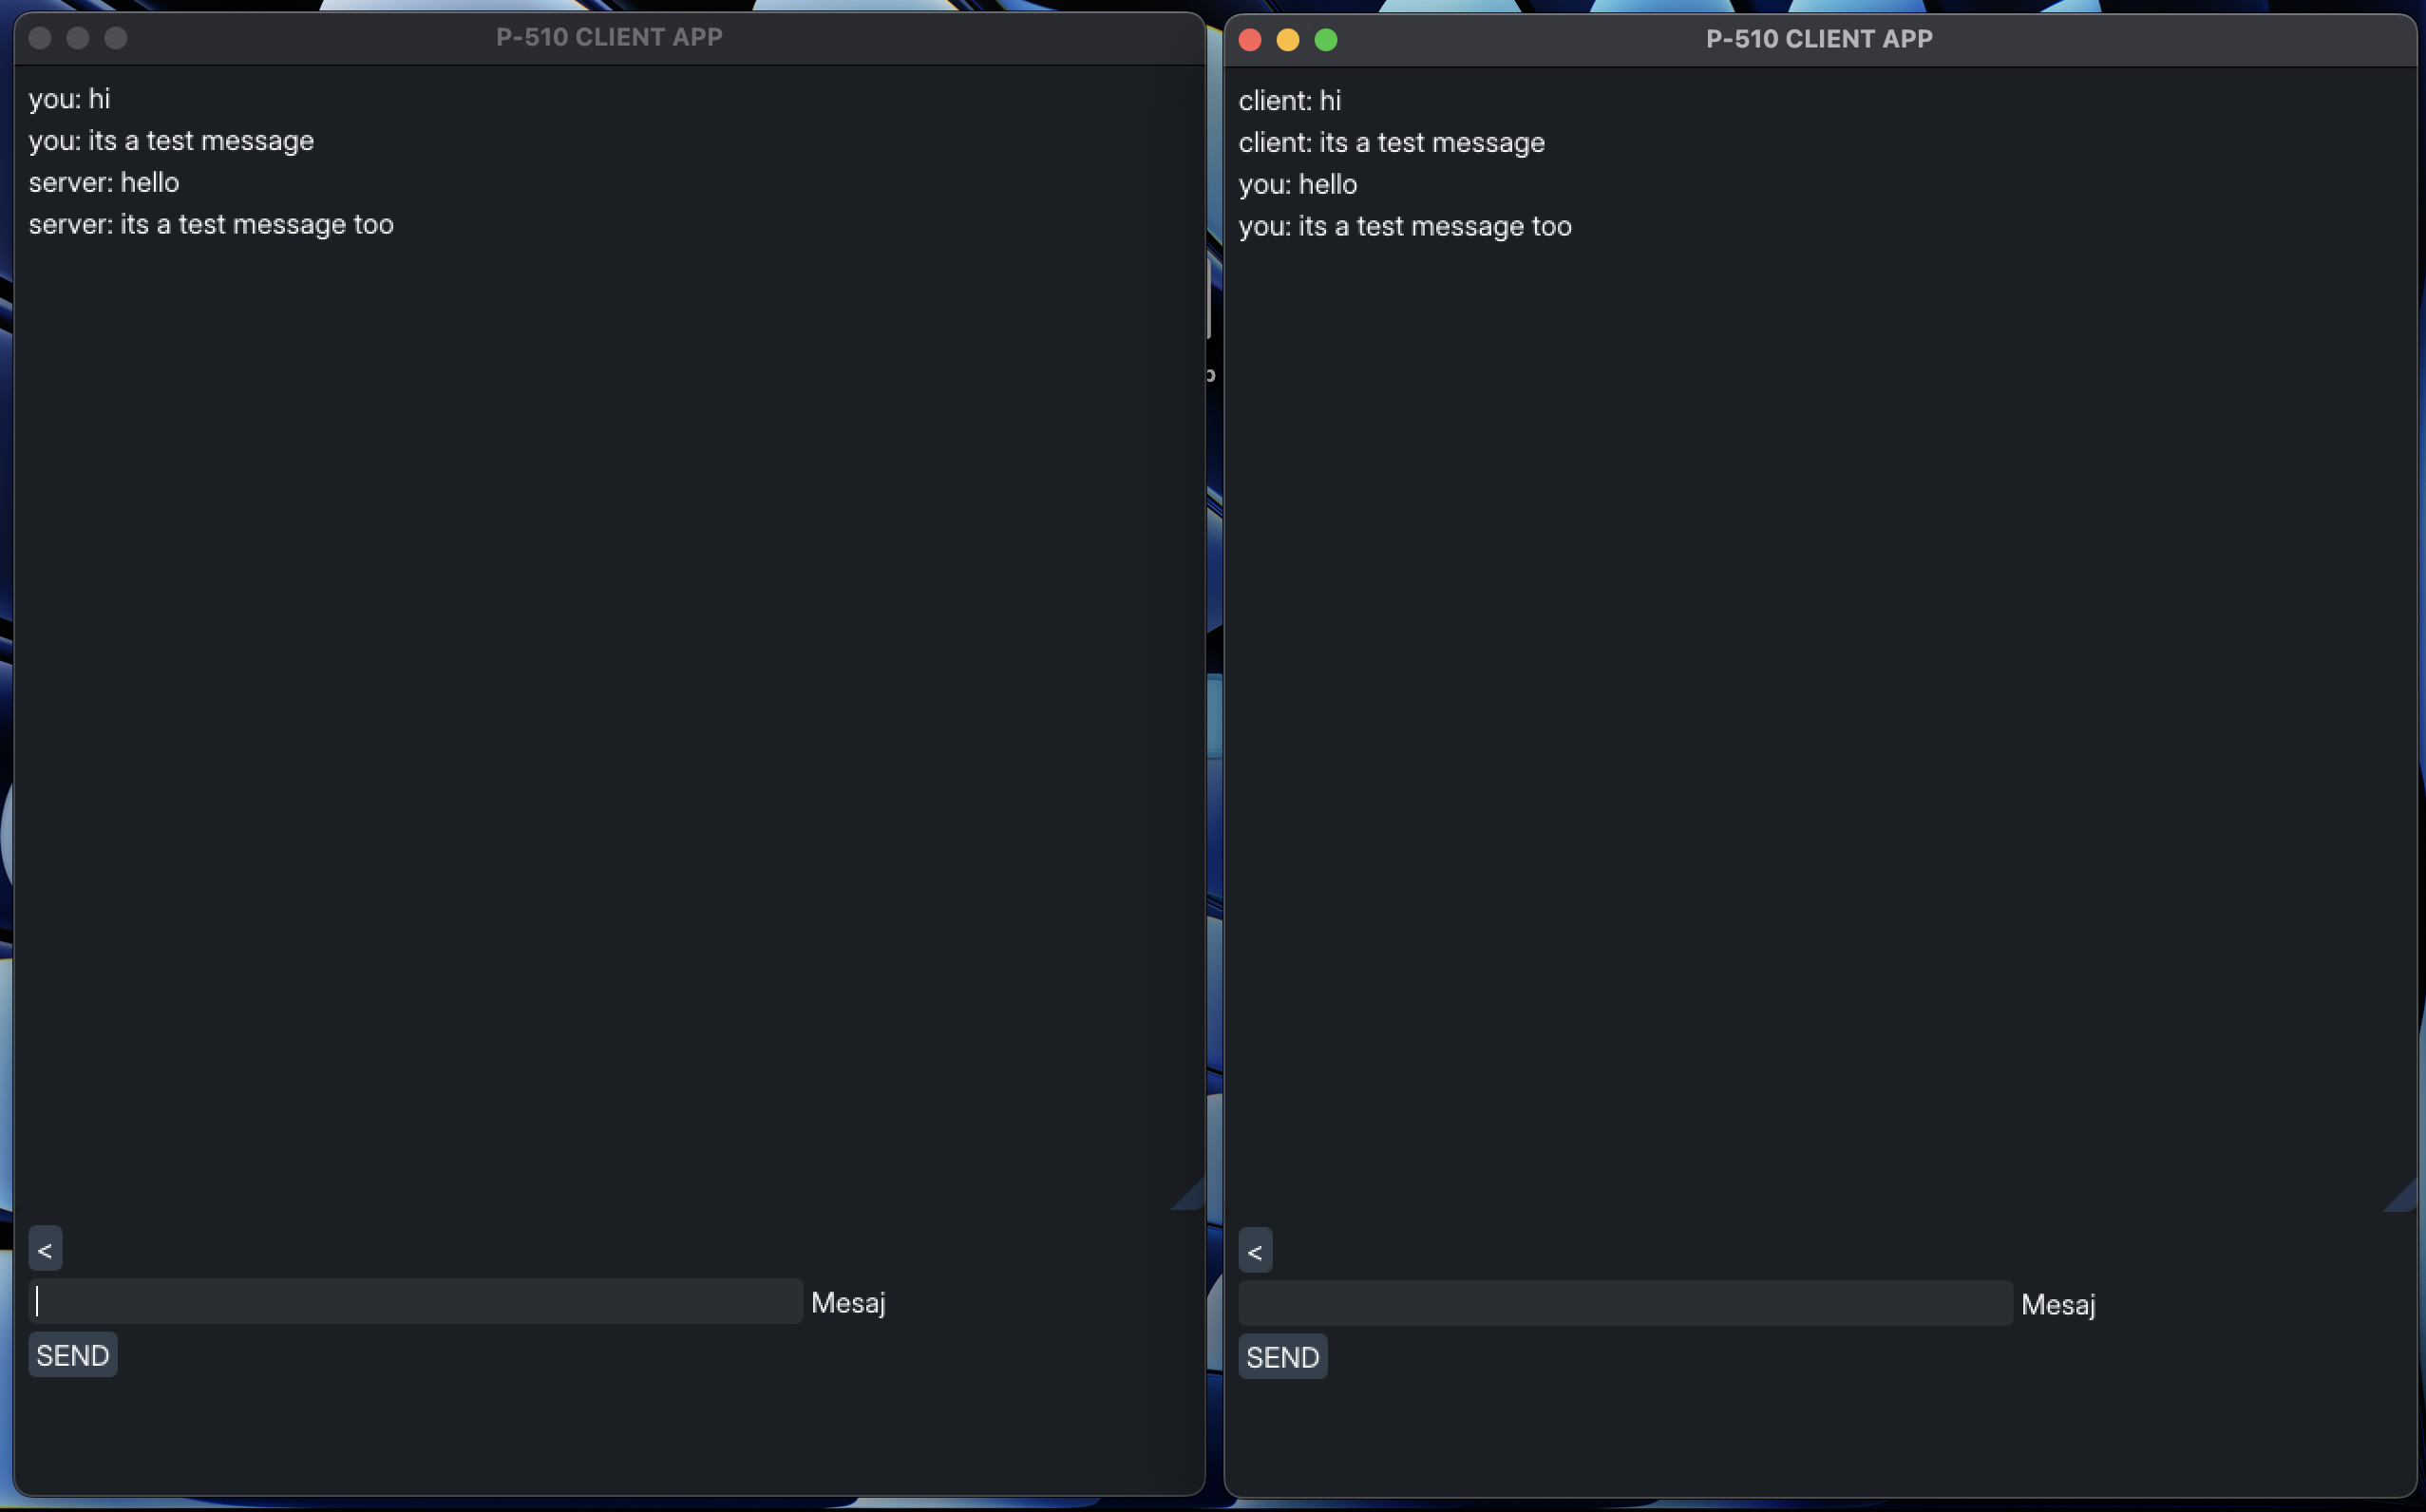 P-510 CLIENT APP
you: hi
you: its a test message
server: hello
server: its a test message too
<
Mesaj
SEND
P-510 CLIENT APP
client: hi
client: its a test message
you: hello
you: its a test message too
<
Mesaj
SEND